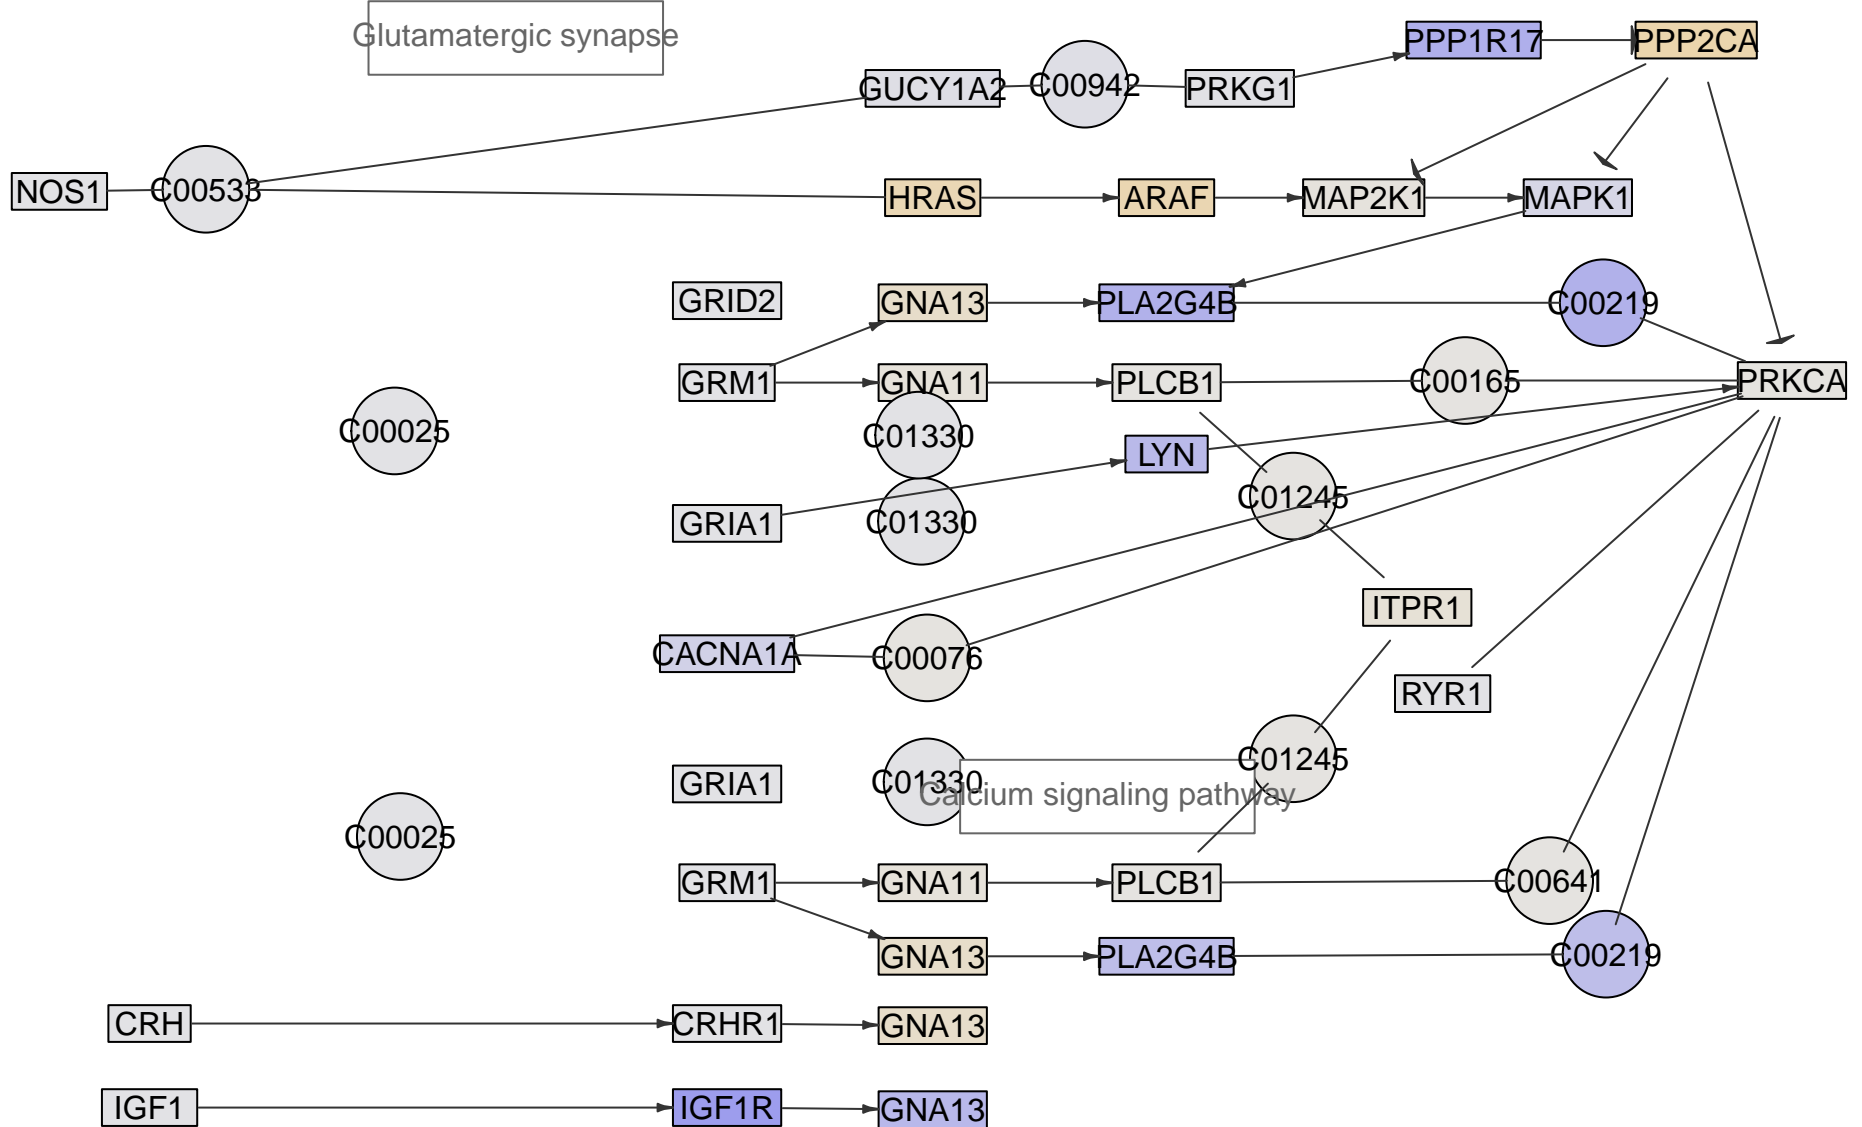 Glutamatergic synapse
PPP1R17
PPP2CA
GUCY1A2
C00942
PRKG1
NOS1
C00533
HRAS
ARAF
MAP2K1
MAPK1
GRID2
GNA13
PLA2G4B
C00219
GRM1
GNA11
PLCB1
C00165
PRKCA
C00025
C01330
LYN
C01245
GRIA1
C01330
ITPR1
CACNA1A
C00076
RYR1
GRIA1
C01330
C01245
Calcium signaling pathway
C00025
GRM1
GNA11
PLCB1
C00641
GNA13
PLA2G4B
C00219
CRH
CRHR1
GNA13
IGF1
IGF1R
GNA13